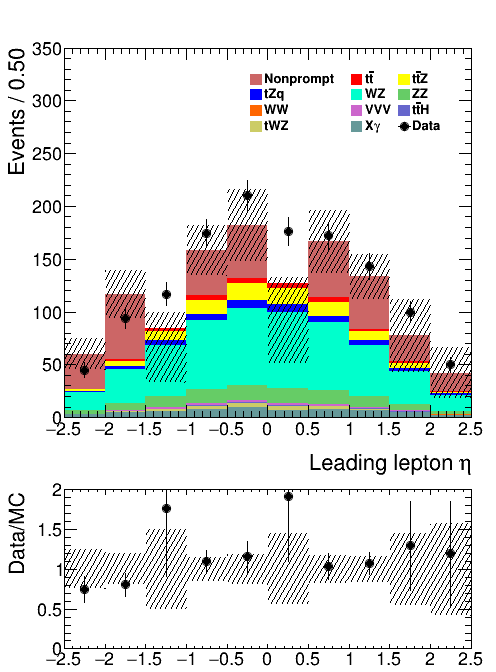 Events / 0.50
350
300
250
200
150
100
50
0
Nonprompt tt̄ tt̄Z
tZq WZ ZZ
WW VVV tt̄H
tWZ Xγ Data
−2.5 −2 −1.5 −1 −0.5 0 0.5 1 1.5 2 2.5
Leading lepton η
Data/MC
2
1.5
1
0.5
0
−2.5 −2 −1.5 −1 −0.5 0 0.5 1 1.5 2 2.5